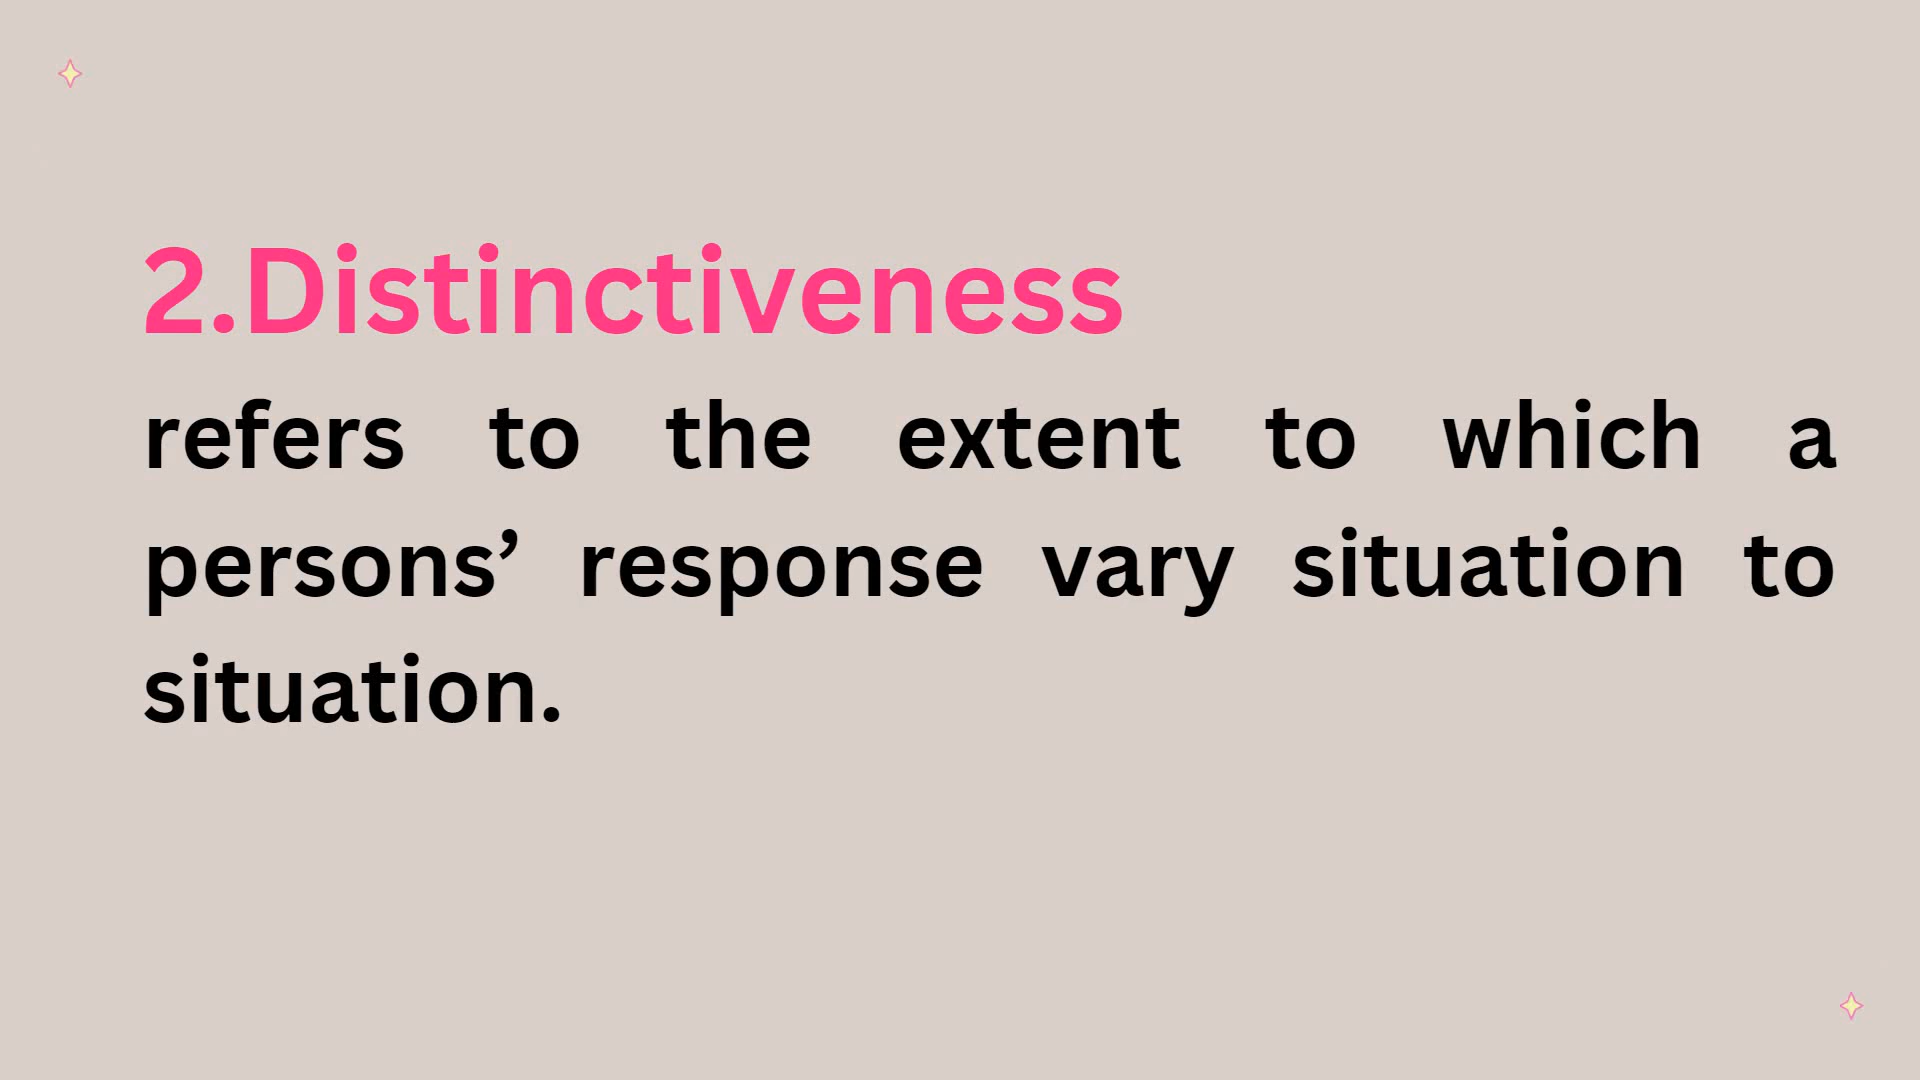 2.Distinctiveness
refers to the extent to which a
persons’ response vary situation to
situation.